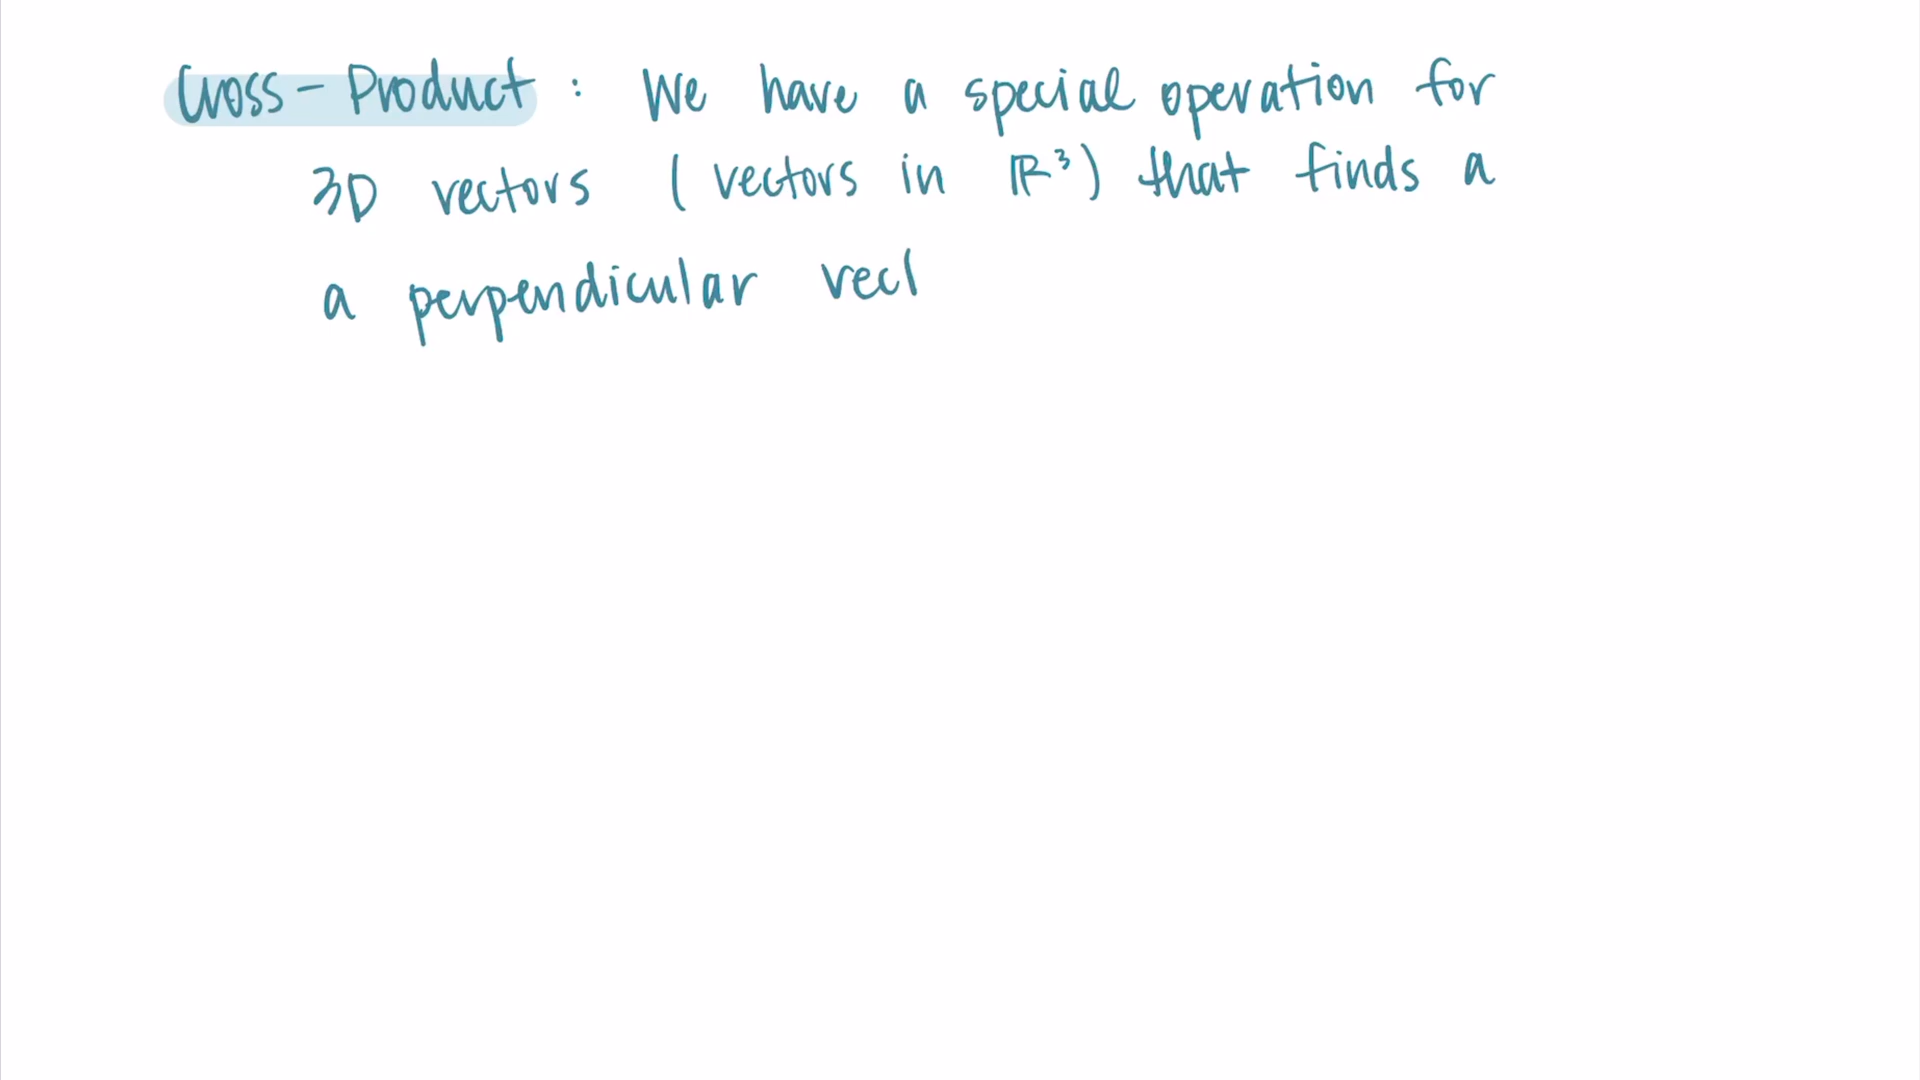 Cross-Product : We have a special operation for
3D vectors (vectors in ℝ³) that finds a
a perpendicular vec